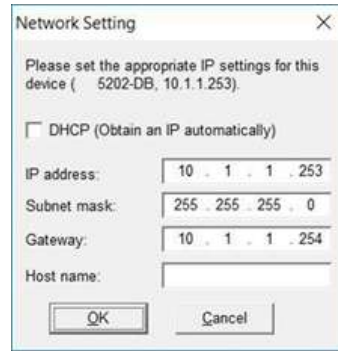 Network Setting
Please set the appropriate IP settings for this
device ( 5202-DB, 10.1.1.253).
DHCP (Obtain an IP automatically)
IP address: 10 . 1 . 1 . 253
Subnet mask: 255 . 255 . 255 . 0
Gateway: 10 . 1 . 1 . 254
Host name:
OK Cancel